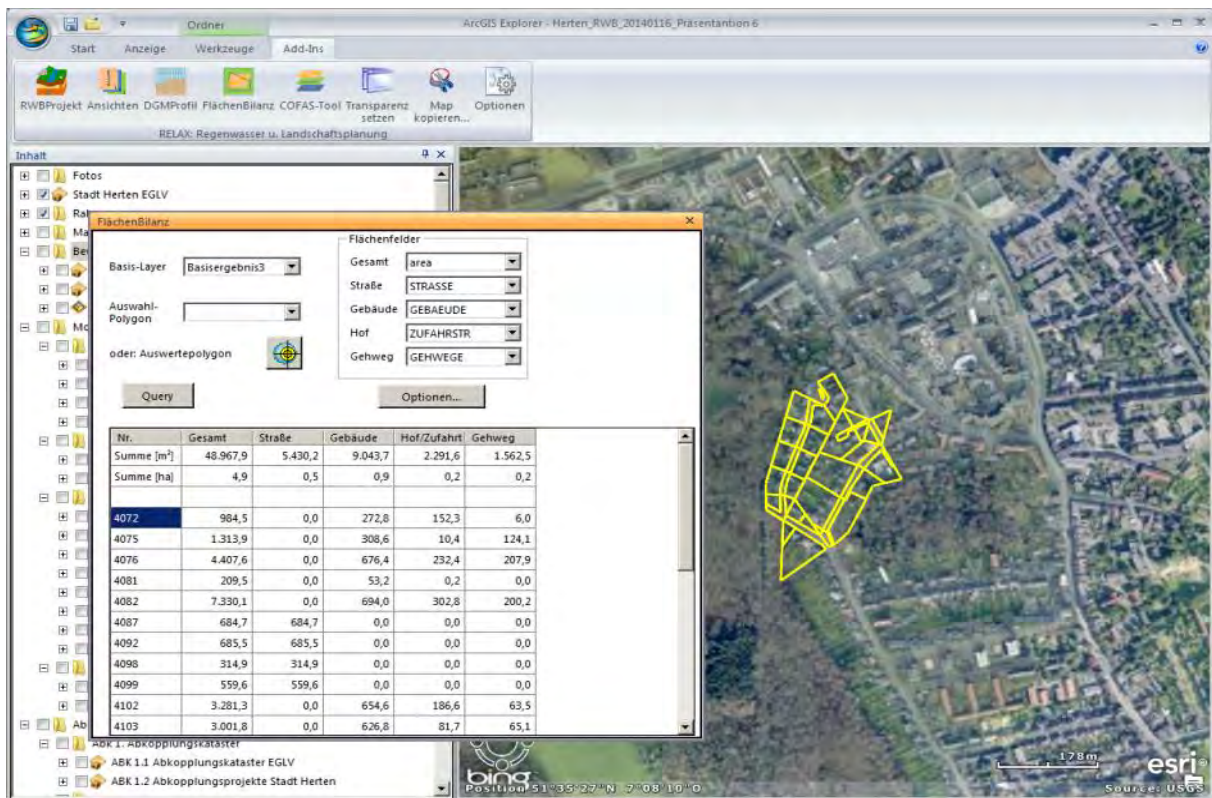 Ordner
ArcGIS Explorer - Herten_RWB_20140116_Präsentantion 6
Start Anzeige Werkzeuge Add-Ins
RWBProjekt Ansichten DGMProfil FlächenBilanz COFAS-Tool Transparenz setzen Map kopieren... Optionen
RELAX: Regenwasser u. Landschaftsplanung
Inhalt
Fotos
Stadt Herten EGLV
FlächenBilanz
Flächenfelder
Basis-Layer Basisergebnis3
Gesamt area
Straße STRASSE
Auswahl-Polygon
Gebäude GEBAEUDE
Hof ZUFAHRSTR
oder: Auswertepolygon
Gehweg GEHWEGE
Query
Optionen...
Nr. Gesamt Straße Gebäude Hof/Zufahrt Gehweg
Summe [m²] 48.967,9 5.430,2 9.043,7 2.291,6 1.562,5
Summe [ha] 4,9 0,5 0,9 0,2 0,2
4072 984,5 0,0 272,8 152,3 6,0
4075 1.313,9 0,0 308,6 10,4 124,1
4076 4.407,6 0,0 676,4 232,4 207,9
4081 209,5 0,0 53,2 0,2 0,0
4082 7.330,1 0,0 694,0 302,8 200,2
4087 684,7 684,7 0,0 0,0 0,0
4092 685,5 685,5 0,0 0,0 0,0
4098 314,9 314,9 0,0 0,0 0,0
4099 559,6 559,6 0,0 0,0 0,0
4102 3.281,3 0,0 654,6 186,6 63,5
4103 3.001,8 0,0 626,8 81,7 65,1
Abk 1. Abkopplungskataster
ABK 1.1 Abkopplungskataster EGLV
ABK 1.2 Abkopplungsprojekte Stadt Herten
178m
esri
bing
Position 51°35'27"N 7°08'10"O
Source: USGS